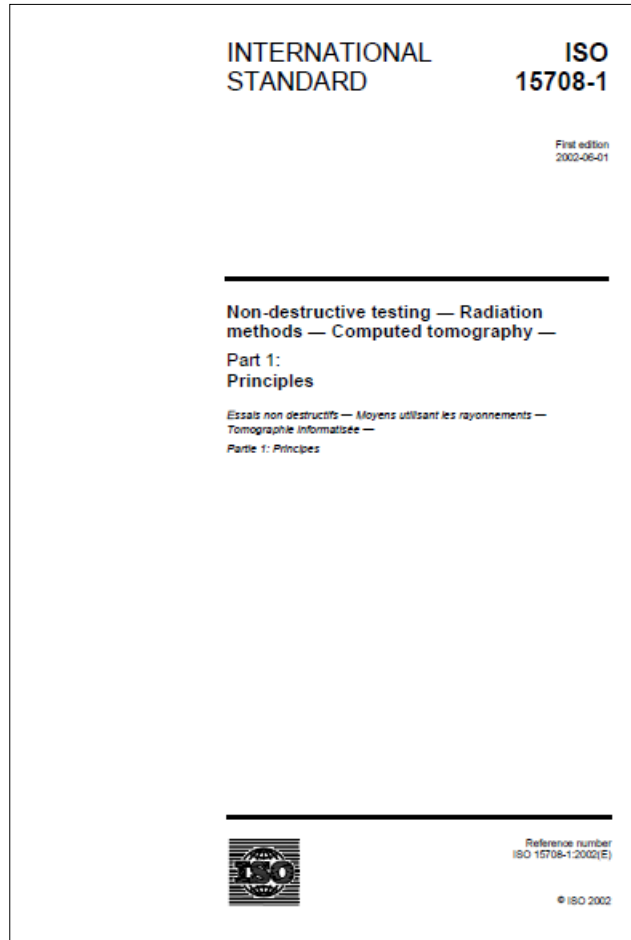 INTERNATIONAL
STANDARD
ISO
15708-1
First edition
2002-06-01
Non-destructive testing — Radiation
methods — Computed tomography —
Part 1:
Principles
Essais non destructifs — Moyens utilisant les rayonnements —
Tomographie informatisée —
Partie 1: Principes
ISO
Reference number
ISO 15708-1:2002(E)
© ISO 2002